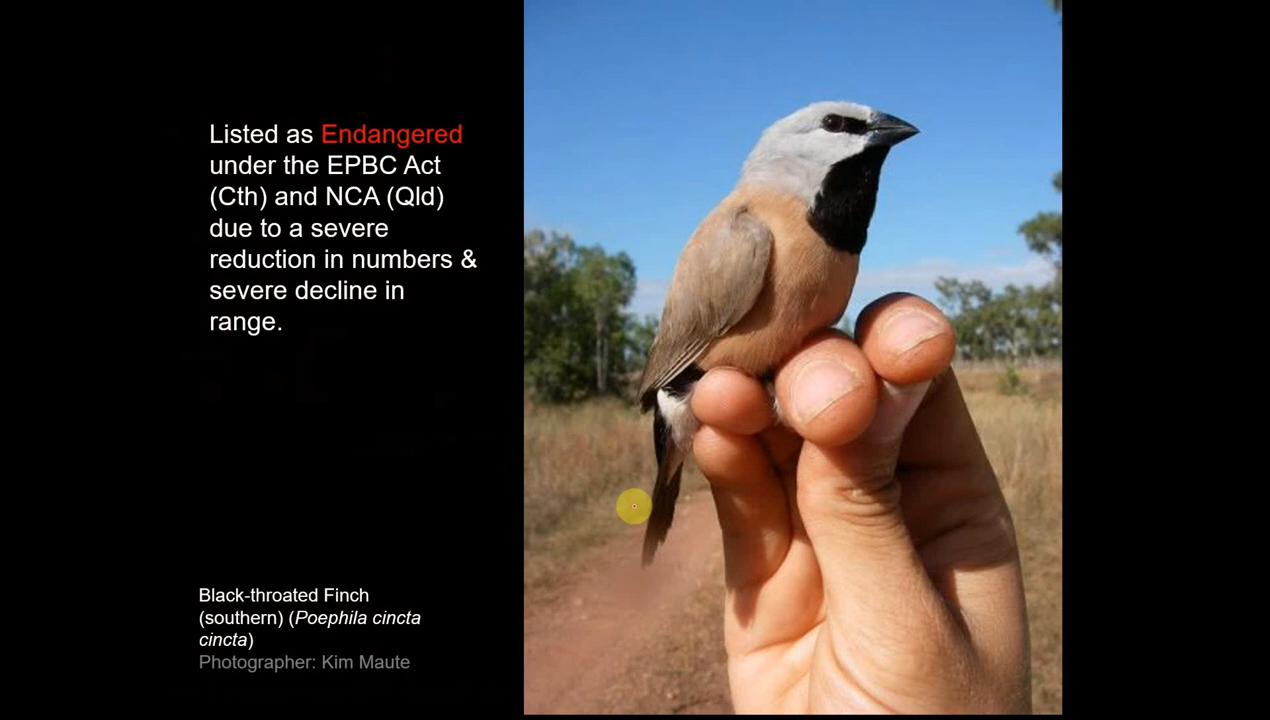 Listed as Endangered
under the EPBC Act
(Cth) and NCA (Qld)
due to a severe
reduction in numbers &
severe decline in
range.
Black-throated Finch
(southern) (Poephila cincta
cincta)
Photographer: Kim Maute